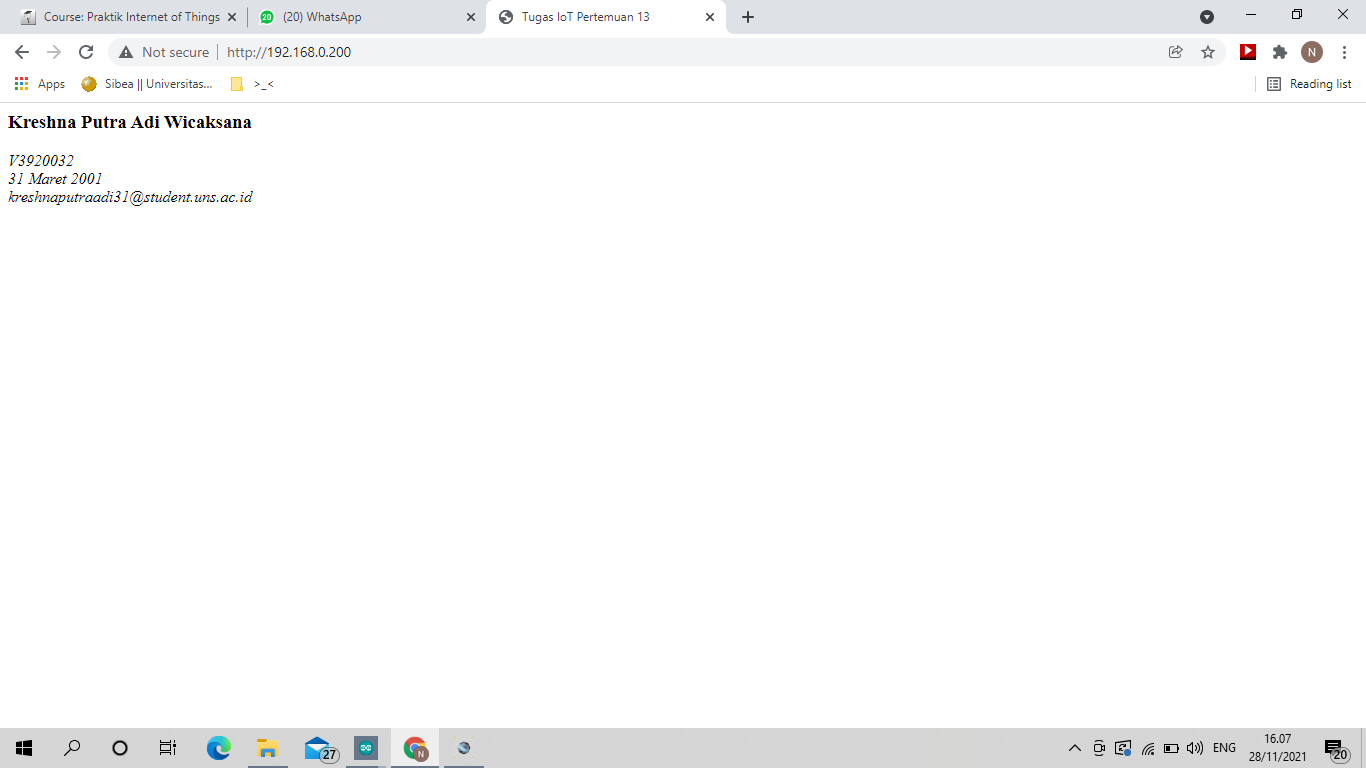 Course: Praktik Internet of Things
20
(20) WhatsApp
Tugas IoT Pertemuan 13
Not secure
http://192.168.0.200
N
Apps
Sibea || Universitas...
>_<
Reading list
Kreshna Putra Adi Wicaksana
V3920032
31 Maret 2001
kreshnaputraadi31@student.uns.ac.id
27
N
ENG
16.07
28/11/2021
20